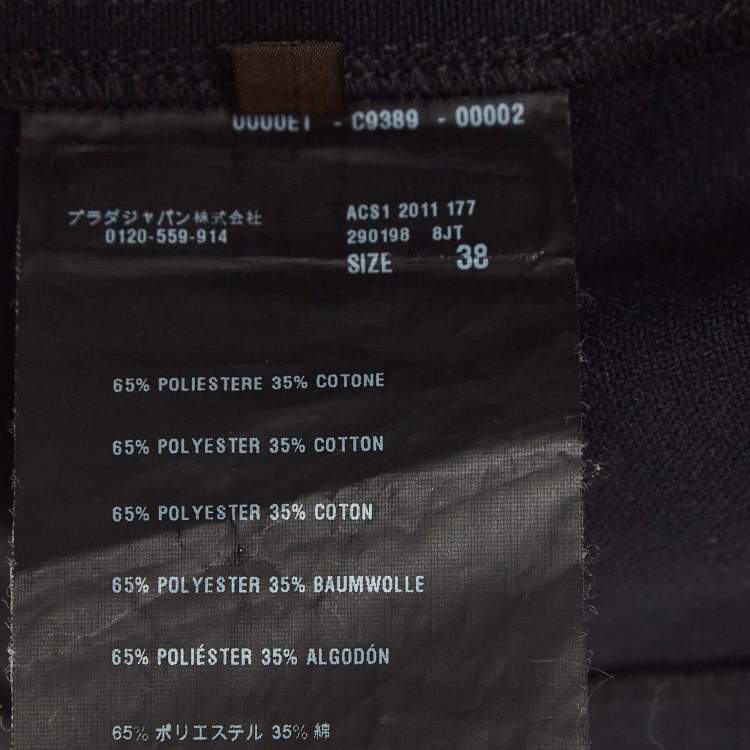 0000ET - C9389 - 00002
プラダジャパン株式会社
0120-559-914
ACS1 2011 177
290198 8JT
SIZE 38
65% POLIESTERE 35% COTONE
65% POLYESTER 35% COTTON
65% POLYESTER 35% COTON
65% POLYESTER 35% BAUMWOLLE
65% POLIÉSTER 35% ALGODÓN
65% ポリエステル 35% 綿